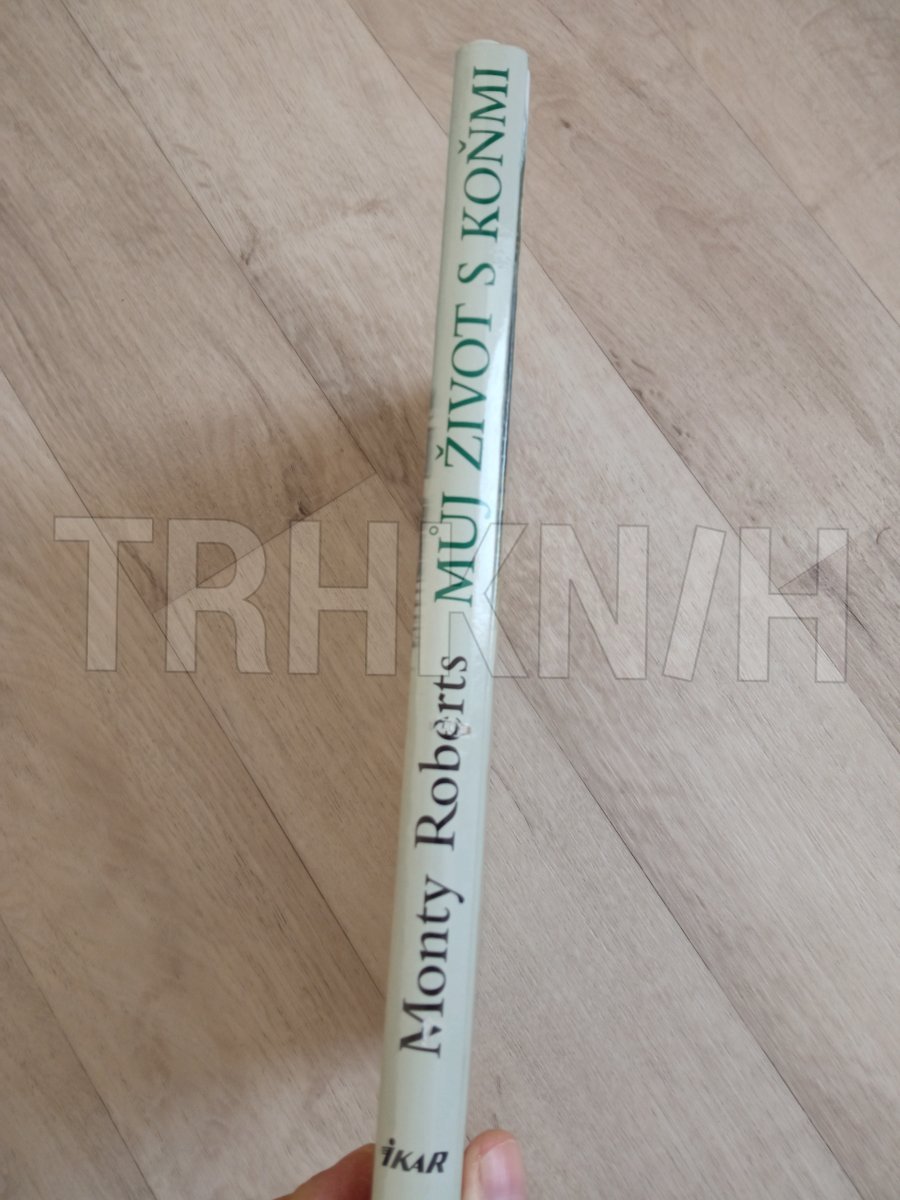 Monty Roberts MŮJ ŽIVOT S KOŇMI
iKAR
TRHKNIH